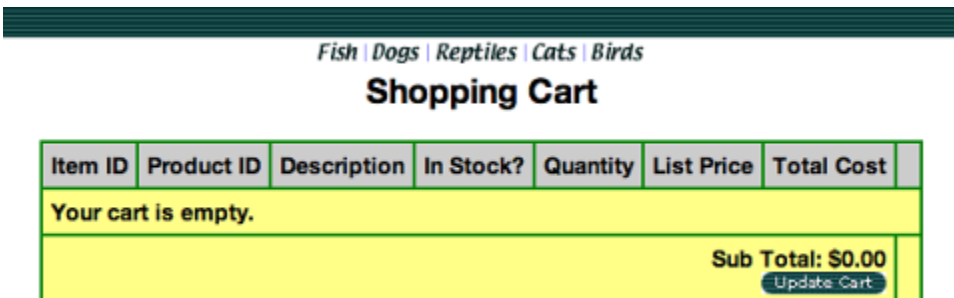 Fish | Dogs | Reptiles | Cats | Birds
Shopping Cart
Item ID Product ID Description In Stock? Quantity List Price Total Cost
Your cart is empty.
Sub Total: $0.00
Update Cart